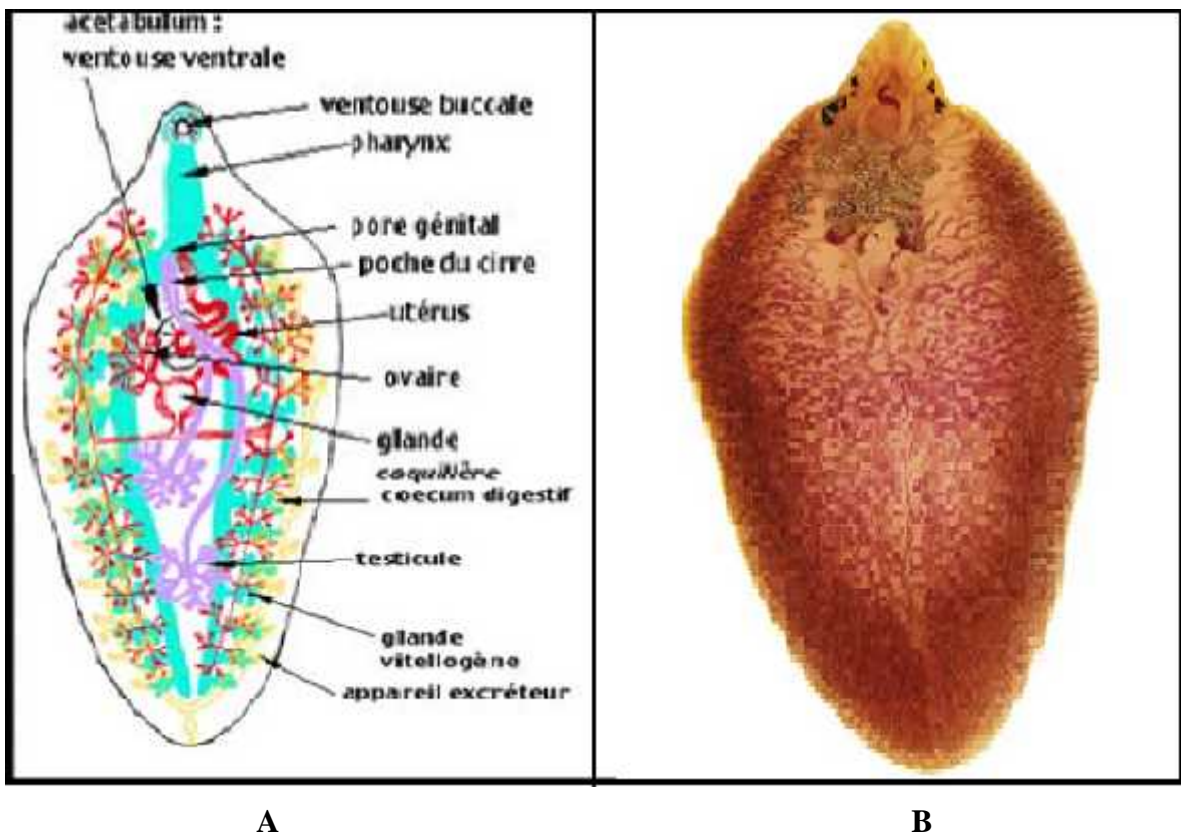 acetabulum :
ventouse ventrale
ventouse buccale
pharynx
pore génital
poche du cirre
utérus
ovaire
glande
coquillère
coecum digestif
testicule
glande
vitellogène
appareil excréteur
A
B